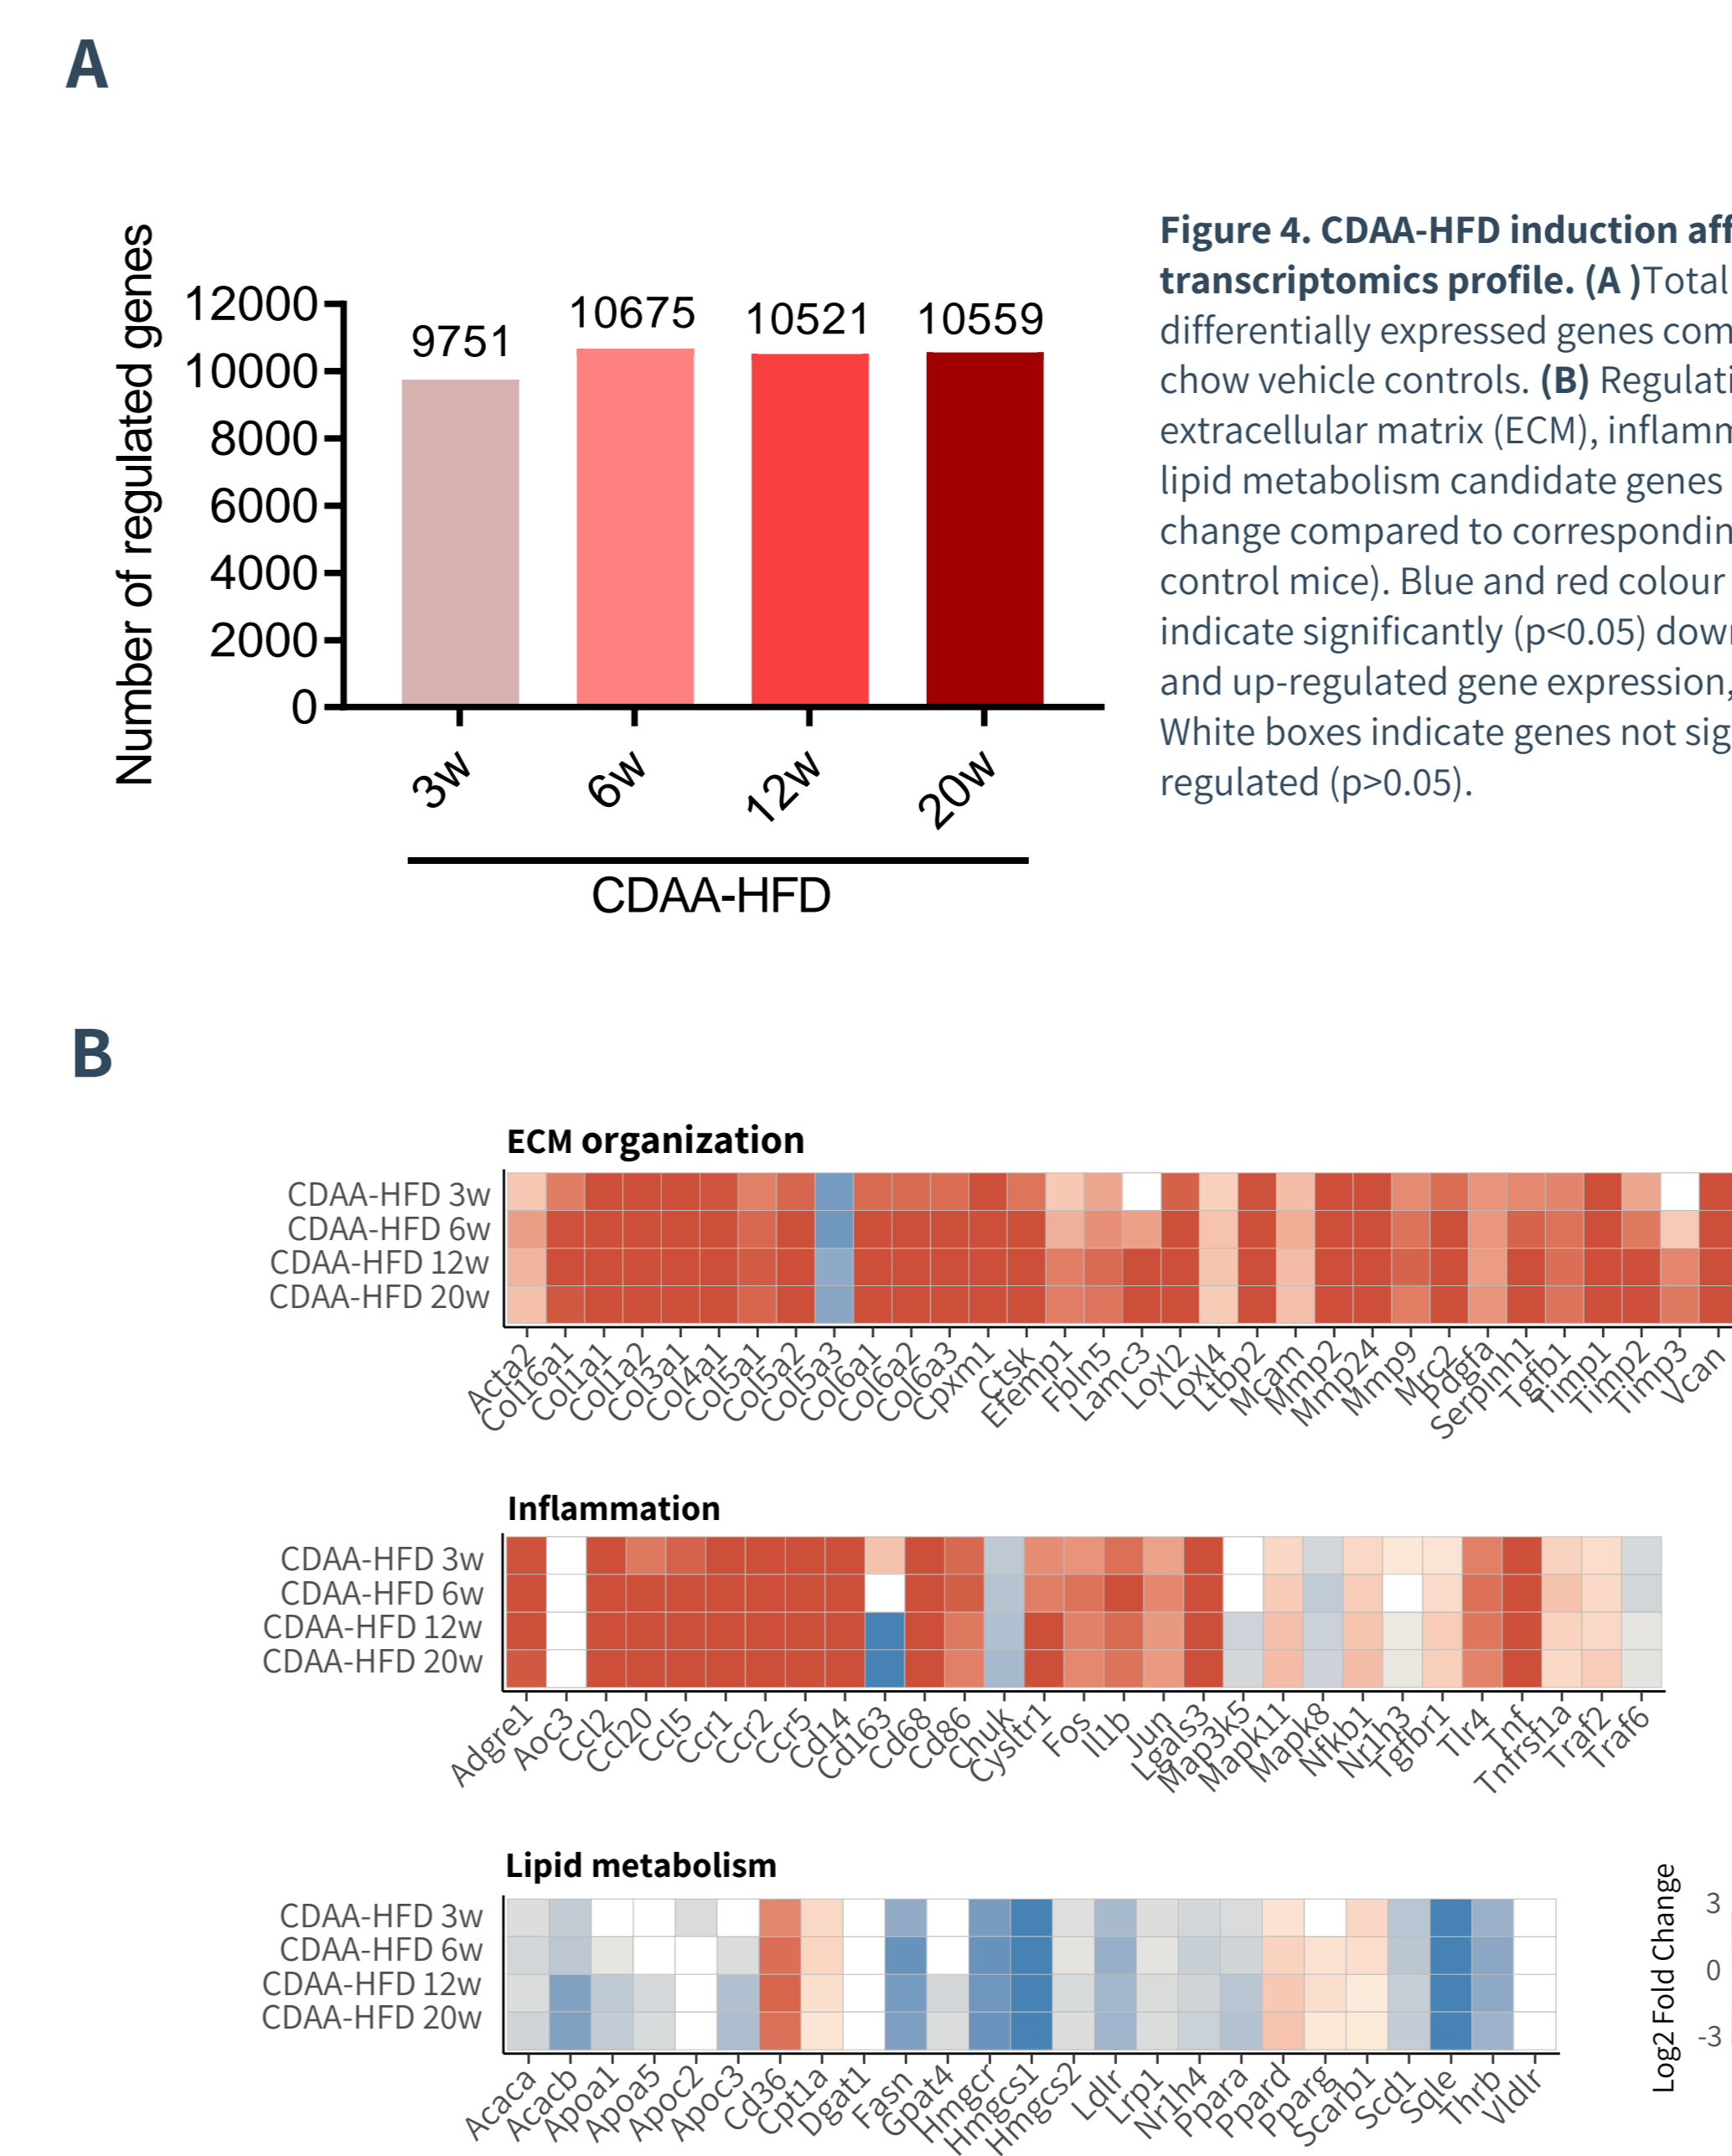 A
Number of regulated genes
12000
10000
8000
6000
4000
2000
0
9751
10675
10521
10559
3w
6w
12w
20w
CDAA-HFD
Figure 4. CDAA-HFD induction
transcriptomics profile. (A )Total
differentially expressed genes
chow vehicle controls. (B)
extracellular matrix (ECM),
lipid metabolism candidate genes
change compared to
control mice). Blue and red colour
indicate significantly (p<0.05)
and up-regulated gene expression,
White boxes indicate genes not
regulated (p>0.05).
B
ECM organization
CDAA-HFD 3w
CDAA-HFD 6w
CDAA-HFD 12w
CDAA-HFD 20w
Acta2 Col16a1 Col1a1 Col1a2 Col3a1 Col4a1 Col5a1 Col5a2 Col5a3 Col6a1 Col6a2 Col6a3 Cpxm1 Ctsk Efemp1 Fbln5 Lamc3 Loxl2 Loxl4 Ltbp2 Mcam Mmp2 Mmp24 Mmp9 Mrc2 Pdgfa Serpinh1 Tgfb1 Timp1 Timp2 Timp3 Vcan
Inflammation
CDAA-HFD 3w
CDAA-HFD 6w
CDAA-HFD 12w
CDAA-HFD 20w
Adgre1 Aoc3 Ccl2 Ccl20 Ccl5 Ccr1 Ccr2 Ccr5 Cd14 Cd163 Cd68 Cd86 Chuk Cysltr1 Fos Il1b Jun Lgals3 Map3k5 Mapk11 Mapk8 Nfkb1 Nr1h3 Tgfbr1 Tlr4 Tnf Tnfrsf1a Traf2 Traf6
Lipid metabolism
CDAA-HFD 3w
CDAA-HFD 6w
CDAA-HFD 12w
CDAA-HFD 20w
Acaca Acacb Apoa1 Apoa5 Apoc2 Apoc3 Cd36 Cpt1a Dgat1 Fasn Gpat4 Hmgcr Hmgcs1 Hmgcs2 Ldlr Lrp1 Nr1h4 Ppara Ppard Pparg Scarb1 Scd1 Sqle Thrb Vldlr
Log2 Fold Change
3
0
-3